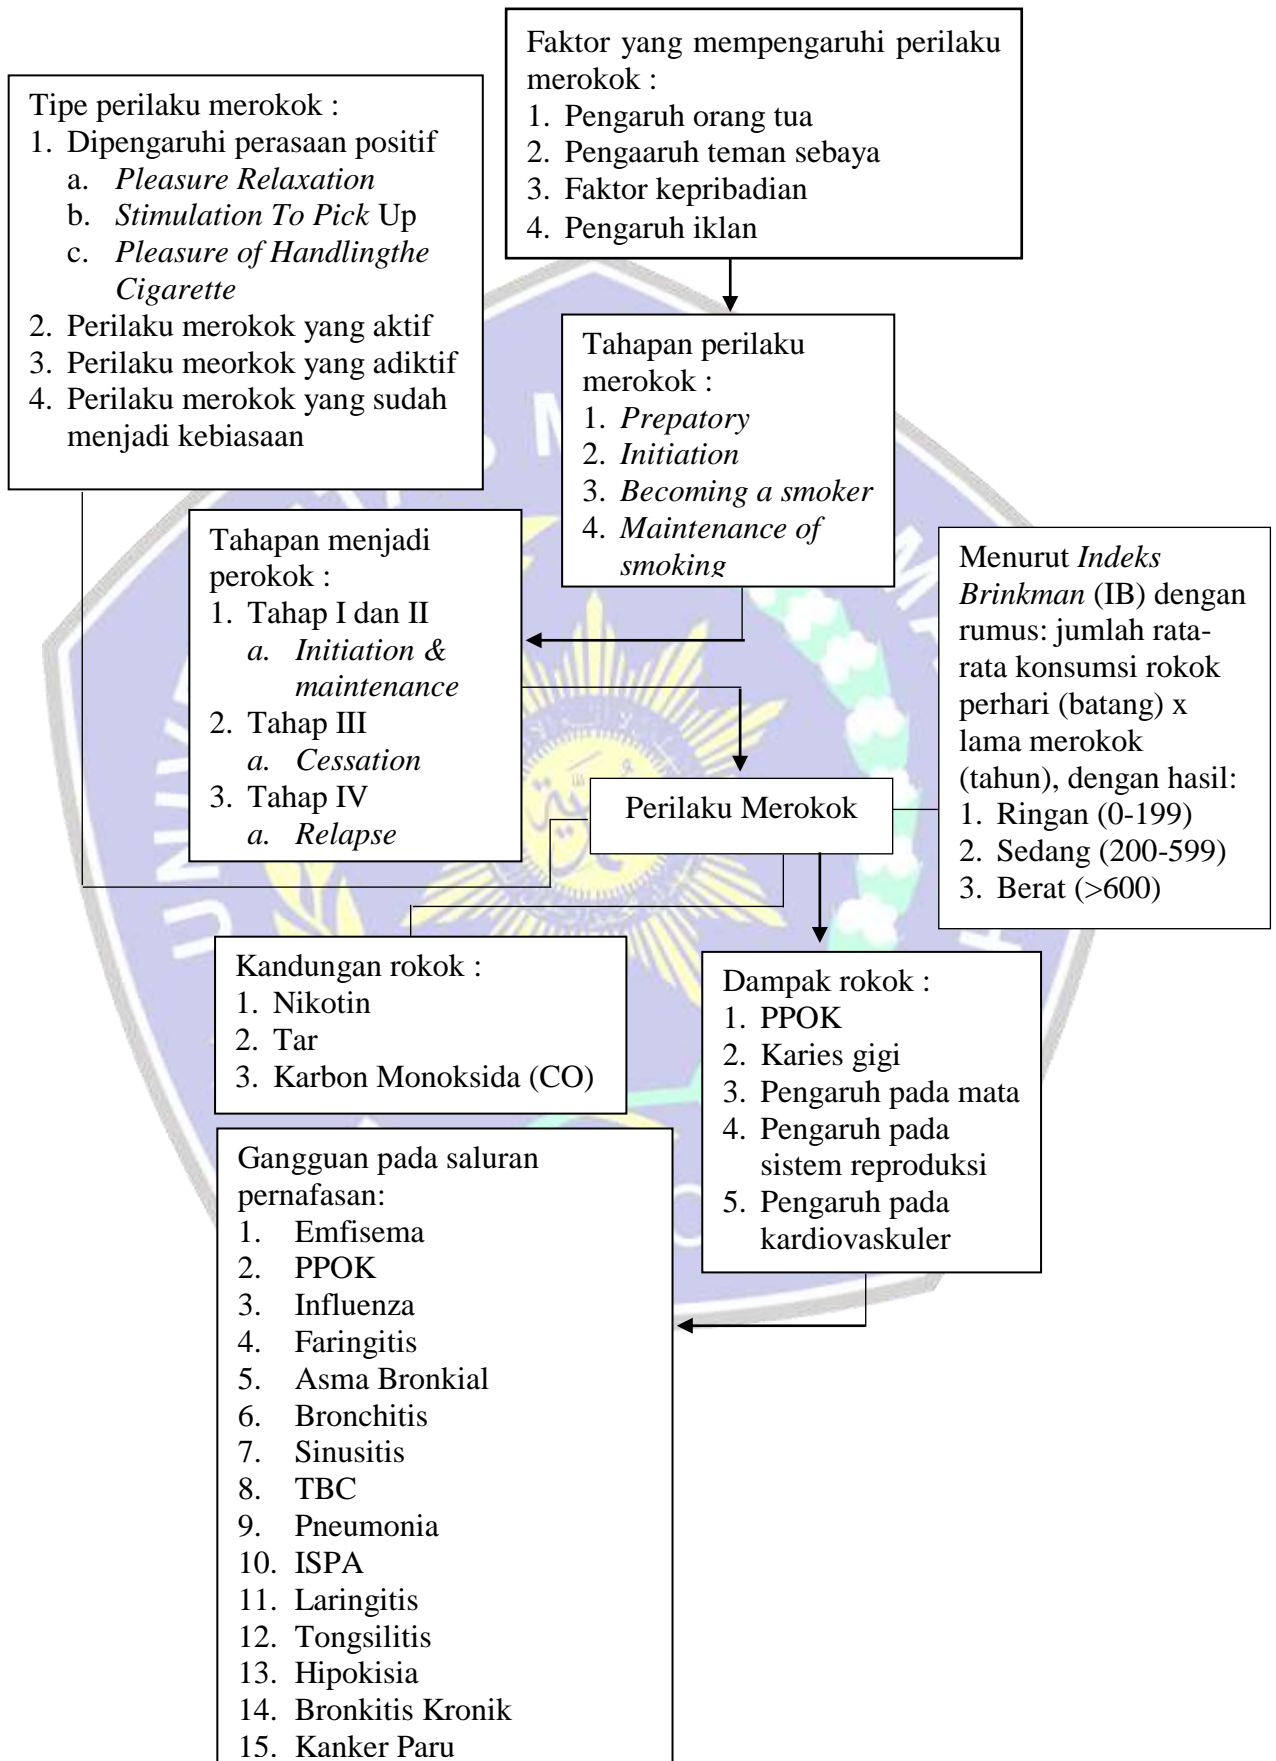 Faktor yang mempengaruhi perilaku
merokok :
1. Pengaruh orang tua
2. Pengaaruh teman sebaya
3. Faktor kepribadian
4. Pengaruh iklan
Tipe perilaku merokok :
1. Dipengaruhi perasaan positif
a. Pleasure Relaxation
b. Stimulation To Pick Up
c. Pleasure of Handlingthe
Cigarette
2. Perilaku merokok yang aktif
3. Perilaku meorkok yang adiktif
4. Perilaku merokok yang sudah
menjadi kebiasaan
Tahapan perilaku
merokok :
1. Prepatory
2. Initiation
3. Becoming a smoker
4. Maintenance of
smoking
Tahapan menjadi
perokok :
1. Tahap I dan II
a. Initiation &
maintenance
2. Tahap III
a. Cessation
3. Tahap IV
a. Relapse
Menurut Indeks
Brinkman (IB) dengan
rumus: jumlah rata-
rata konsumsi rokok
perhari (batang) x
lama merokok
(tahun), dengan hasil:
1. Ringan (0-199)
2. Sedang (200-599)
3. Berat (>600)
Perilaku Merokok
Kandungan rokok :
1. Nikotin
2. Tar
3. Karbon Monoksida (CO)
Dampak rokok :
1. PPOK
2. Karies gigi
3. Pengaruh pada mata
4. Pengaruh pada
sistem reproduksi
5. Pengaruh pada
kardiovaskuler
Gangguan pada saluran
pernafasan:
1. Emfisema
2. PPOK
3. Influenza
4. Faringitis
5. Asma Bronkial
6. Bronchitis
7. Sinusitis
8. TBC
9. Pneumonia
10. ISPA
11. Laringitis
12. Tongsilitis
13. Hipokisia
14. Bronkitis Kronik
15. Kanker Paru